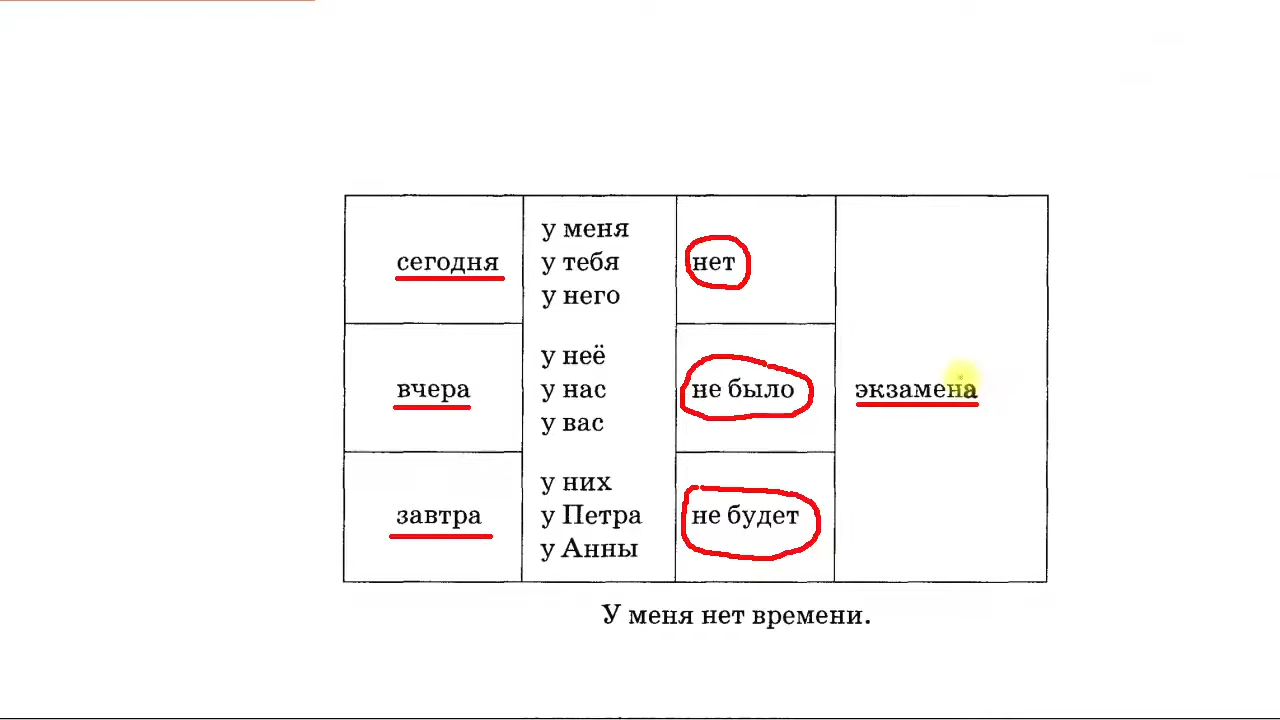 сегодня
у меня
у тебя
у него
нет
вчера
у неё
у нас
у вас
не было
экзамена
завтра
у них
у Петра
у Анны
не будет
У меня нет времени.